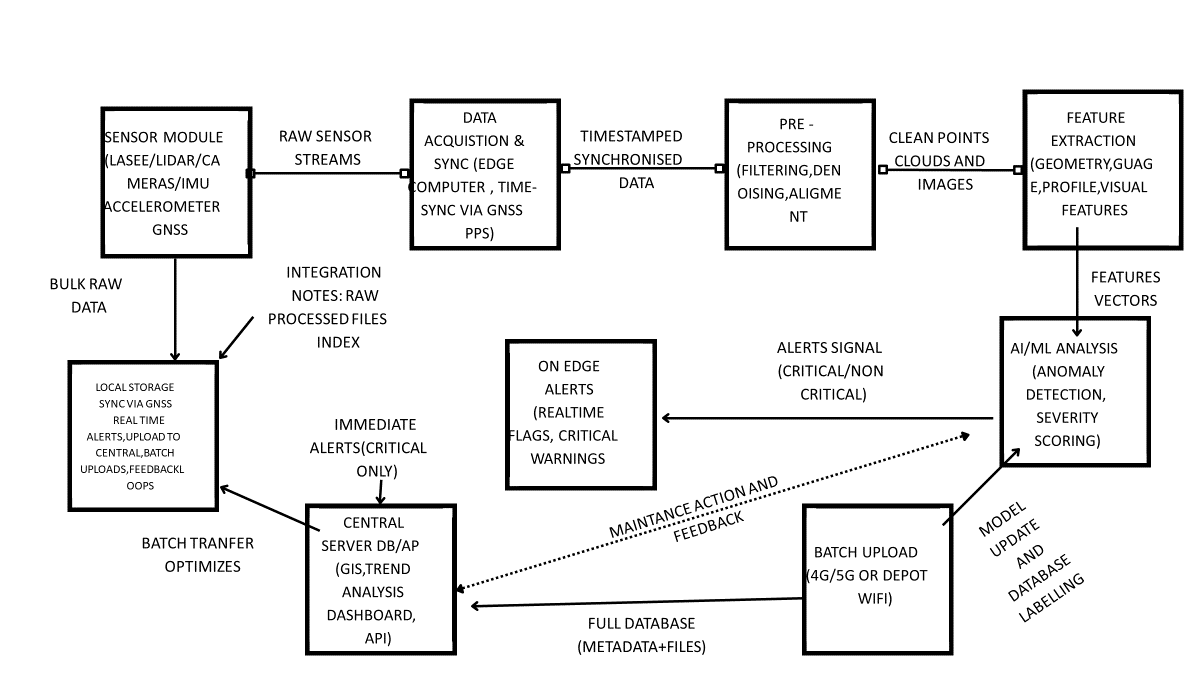 SENSOR MODULE
(LASEE/LIDAR/CA
MERAS/IMU
ACCELEROMETER
GNSS
RAW SENSOR
STREAMS
DATA
ACQUISTION &
SYNC (EDGE
COMPUTER , TIME-
SYNC VIA GNSS
PPS)
TIMESTAMPED
SYNCHRONISED
DATA
PRE -
PROCESSING
(FILTERING,DEN
OISING,ALIGME
NT
CLEAN POINTS
CLOUDS AND
IMAGES
FEATURE
EXTRACTION
(GEOMETRY,GUAG
E,PROFILE,VISUAL
FEATURES
BULK RAW
DATA
INTEGRATION
NOTES: RAW
PROCESSED FILES
INDEX
FEATURES
VECTORS
LOCAL STORAGE
SYNC VIA GNSS
REAL TIME
ALERTS,UPLOAD TO
CENTRAL,BATCH
UPLOADS,FEEDBACKL
OOPS
ON EDGE
ALERTS
(REALTIME
FLAGS, CRITICAL
WARNINGS
ALERTS SIGNAL
(CRITICAL/NON
CRITICAL)
AI/ML ANALYSIS
(ANOMALY
DETECTION,
SEVERITY
SCORING)
IMMEDIATE
ALERTS(CRITICAL
ONLY)
BATCH TRANFER
OPTIMIZES
CENTRAL
SERVER DB/AP
(GIS,TREND
ANALYSIS
DASHBOARD,
API)
MAINTANCE ACTION AND
FEEDBACK
FULL DATABASE
(METADATA+FILES)
BATCH UPLOAD
(4G/5G OR DEPOT
WIFI)
MODEL
UPDATE
AND
DATABASE
LABELLING